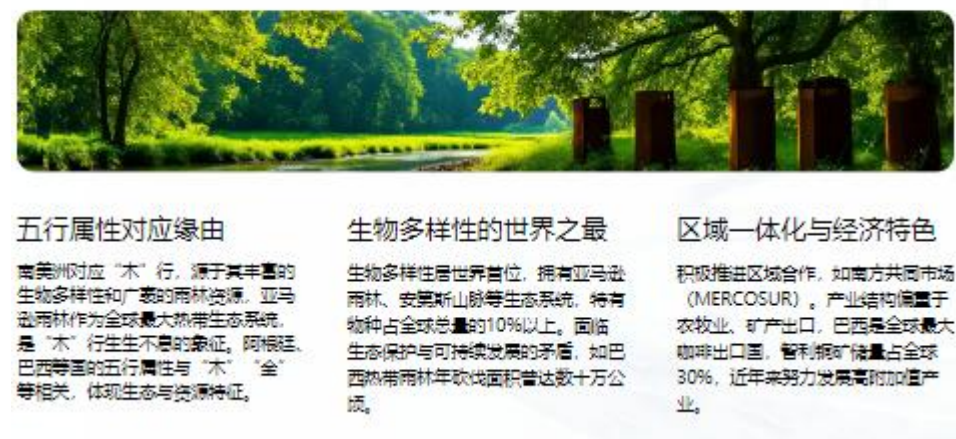 五行属性对应缘由
南美洲对应“木”行，源于其丰富的
生物多样性和广袤的雨林资源，亚马
逊雨林作为全球最大热带生态系统，
是“木”行生生不息的象征。阿根廷、
巴西等国的五行属性与“木”“金”
等相关，体现生态与资源特征。
生物多样性的世界之最
生物多样性居世界首位，拥有亚马逊
雨林、安第斯山脉等生态系统，特有
物种占全球总量的10%以上。面临
生态保护与可持续发展的矛盾，如巴
西热带雨林年砍伐面积曾达数十万公
顷。
区域一体化与经济特色
积极推进区域合作，如南方共同市场
（MERCOSUR）。产业结构偏重于
农牧业、矿产出口，巴西是全球最大
咖啡出口国，智利铜矿储量占全球
30%，近年来努力发展高附加值产
业。